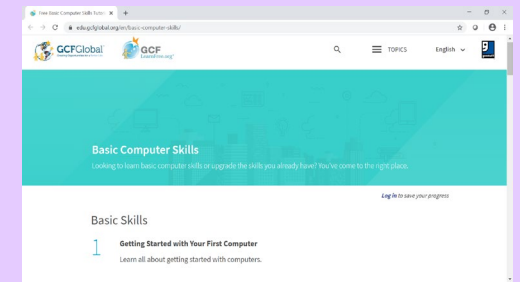 Free Basic Computer Skills Tutori
edu.gcfglobal.org/en/basic-computer-skills/
GCFGlobal
GCF
LearnFree.org
TOPICS
English
Basic Computer Skills
Looking to learn basic computer skills or upgrade the skills you already have? You've come to the right place.
Log in to save your progress
Basic Skills
1
Getting Started with Your First Computer
Learn all about getting started with computers.